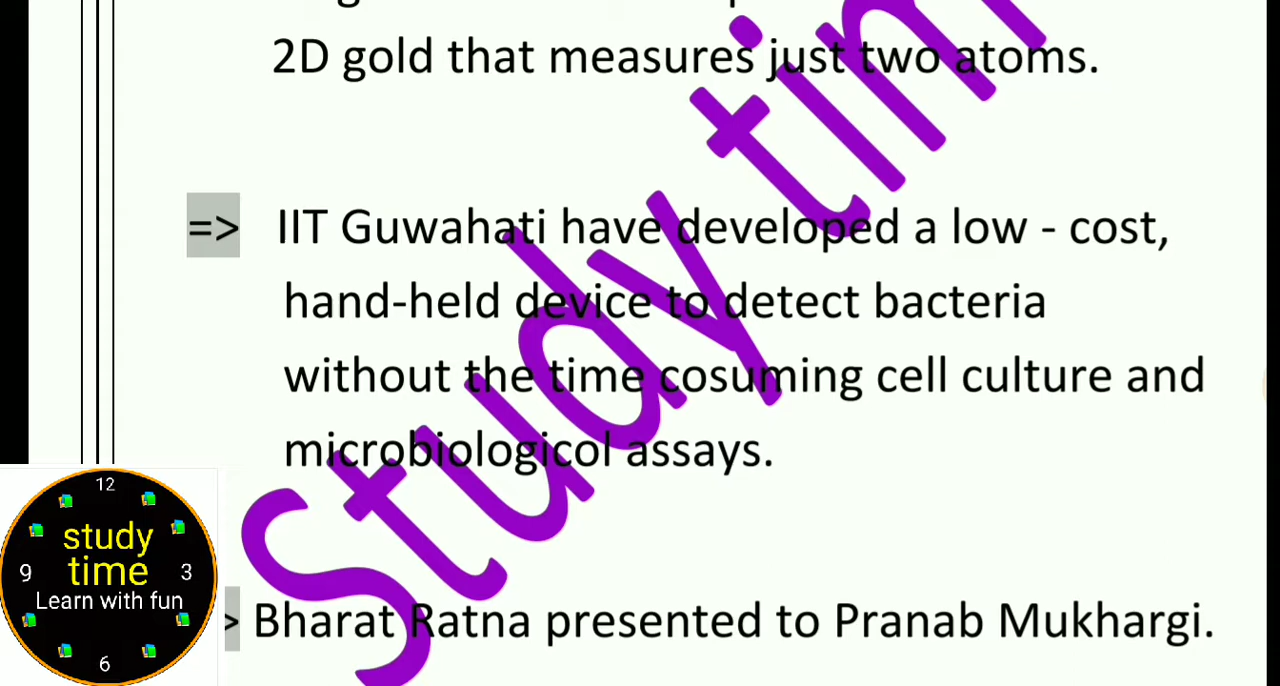 2D gold that measures just two atoms.
=> IIT Guwahati have developed a low - cost,
hand-held device to detect bacteria
without the time cosuming cell culture and
microbiologicol assays.
> Bharat Ratna presented to Pranab Mukhargi.
Study tim
12
study
9 time 3
Learn with fun
6